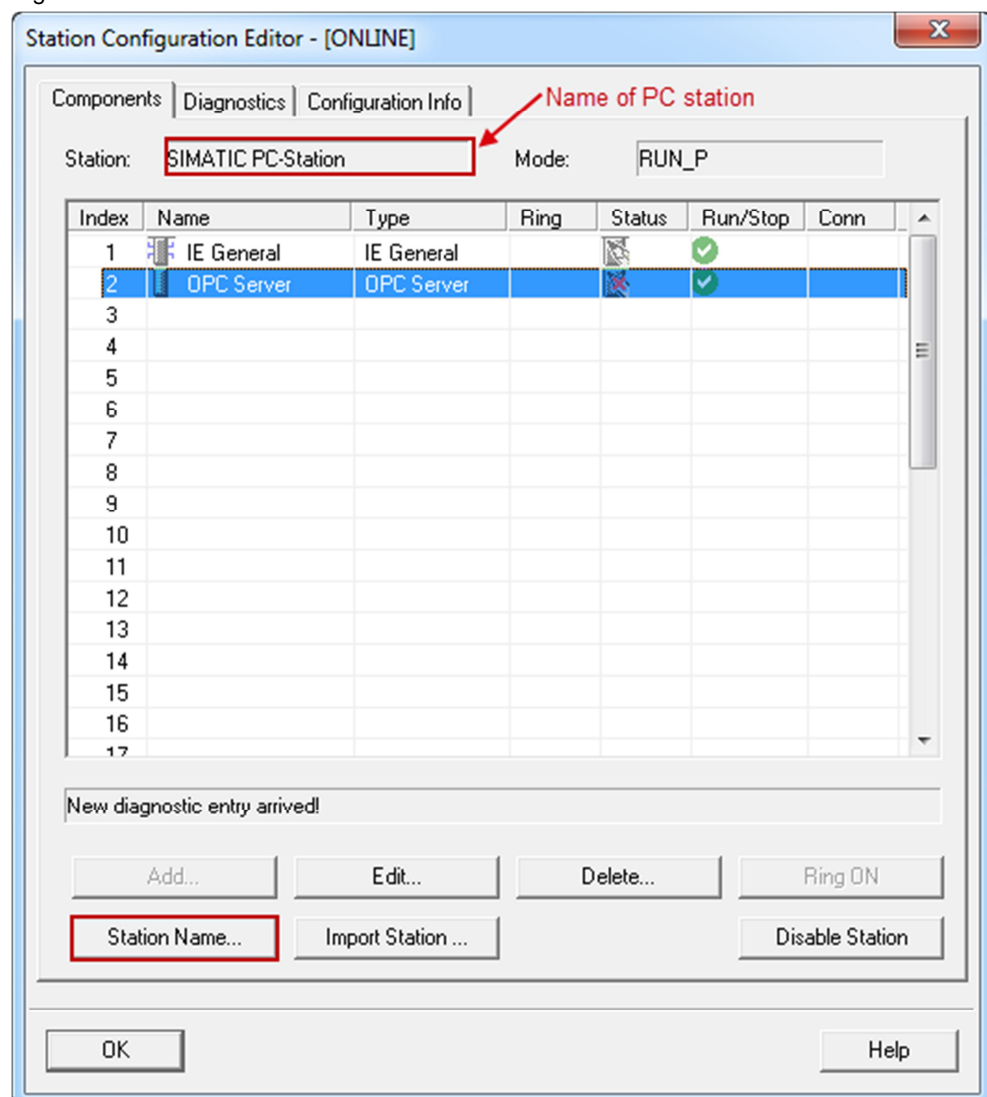 Station Configuration Editor - [ONLINE]
Components Diagnostics Configuration Info Name of PC station
Station: SIMATIC PC-Station Mode: RUN_P
Index Name Type Ring Status Run/Stop Conn
1 IE General IE General
2 OPC Server OPC Server
3
4
5
6
7
8
9
10
11
12
13
14
15
16
17
New diagnostic entry arrived!
Add... Edit... Delete... Ring ON
Station Name... Import Station ... Disable Station
OK Help